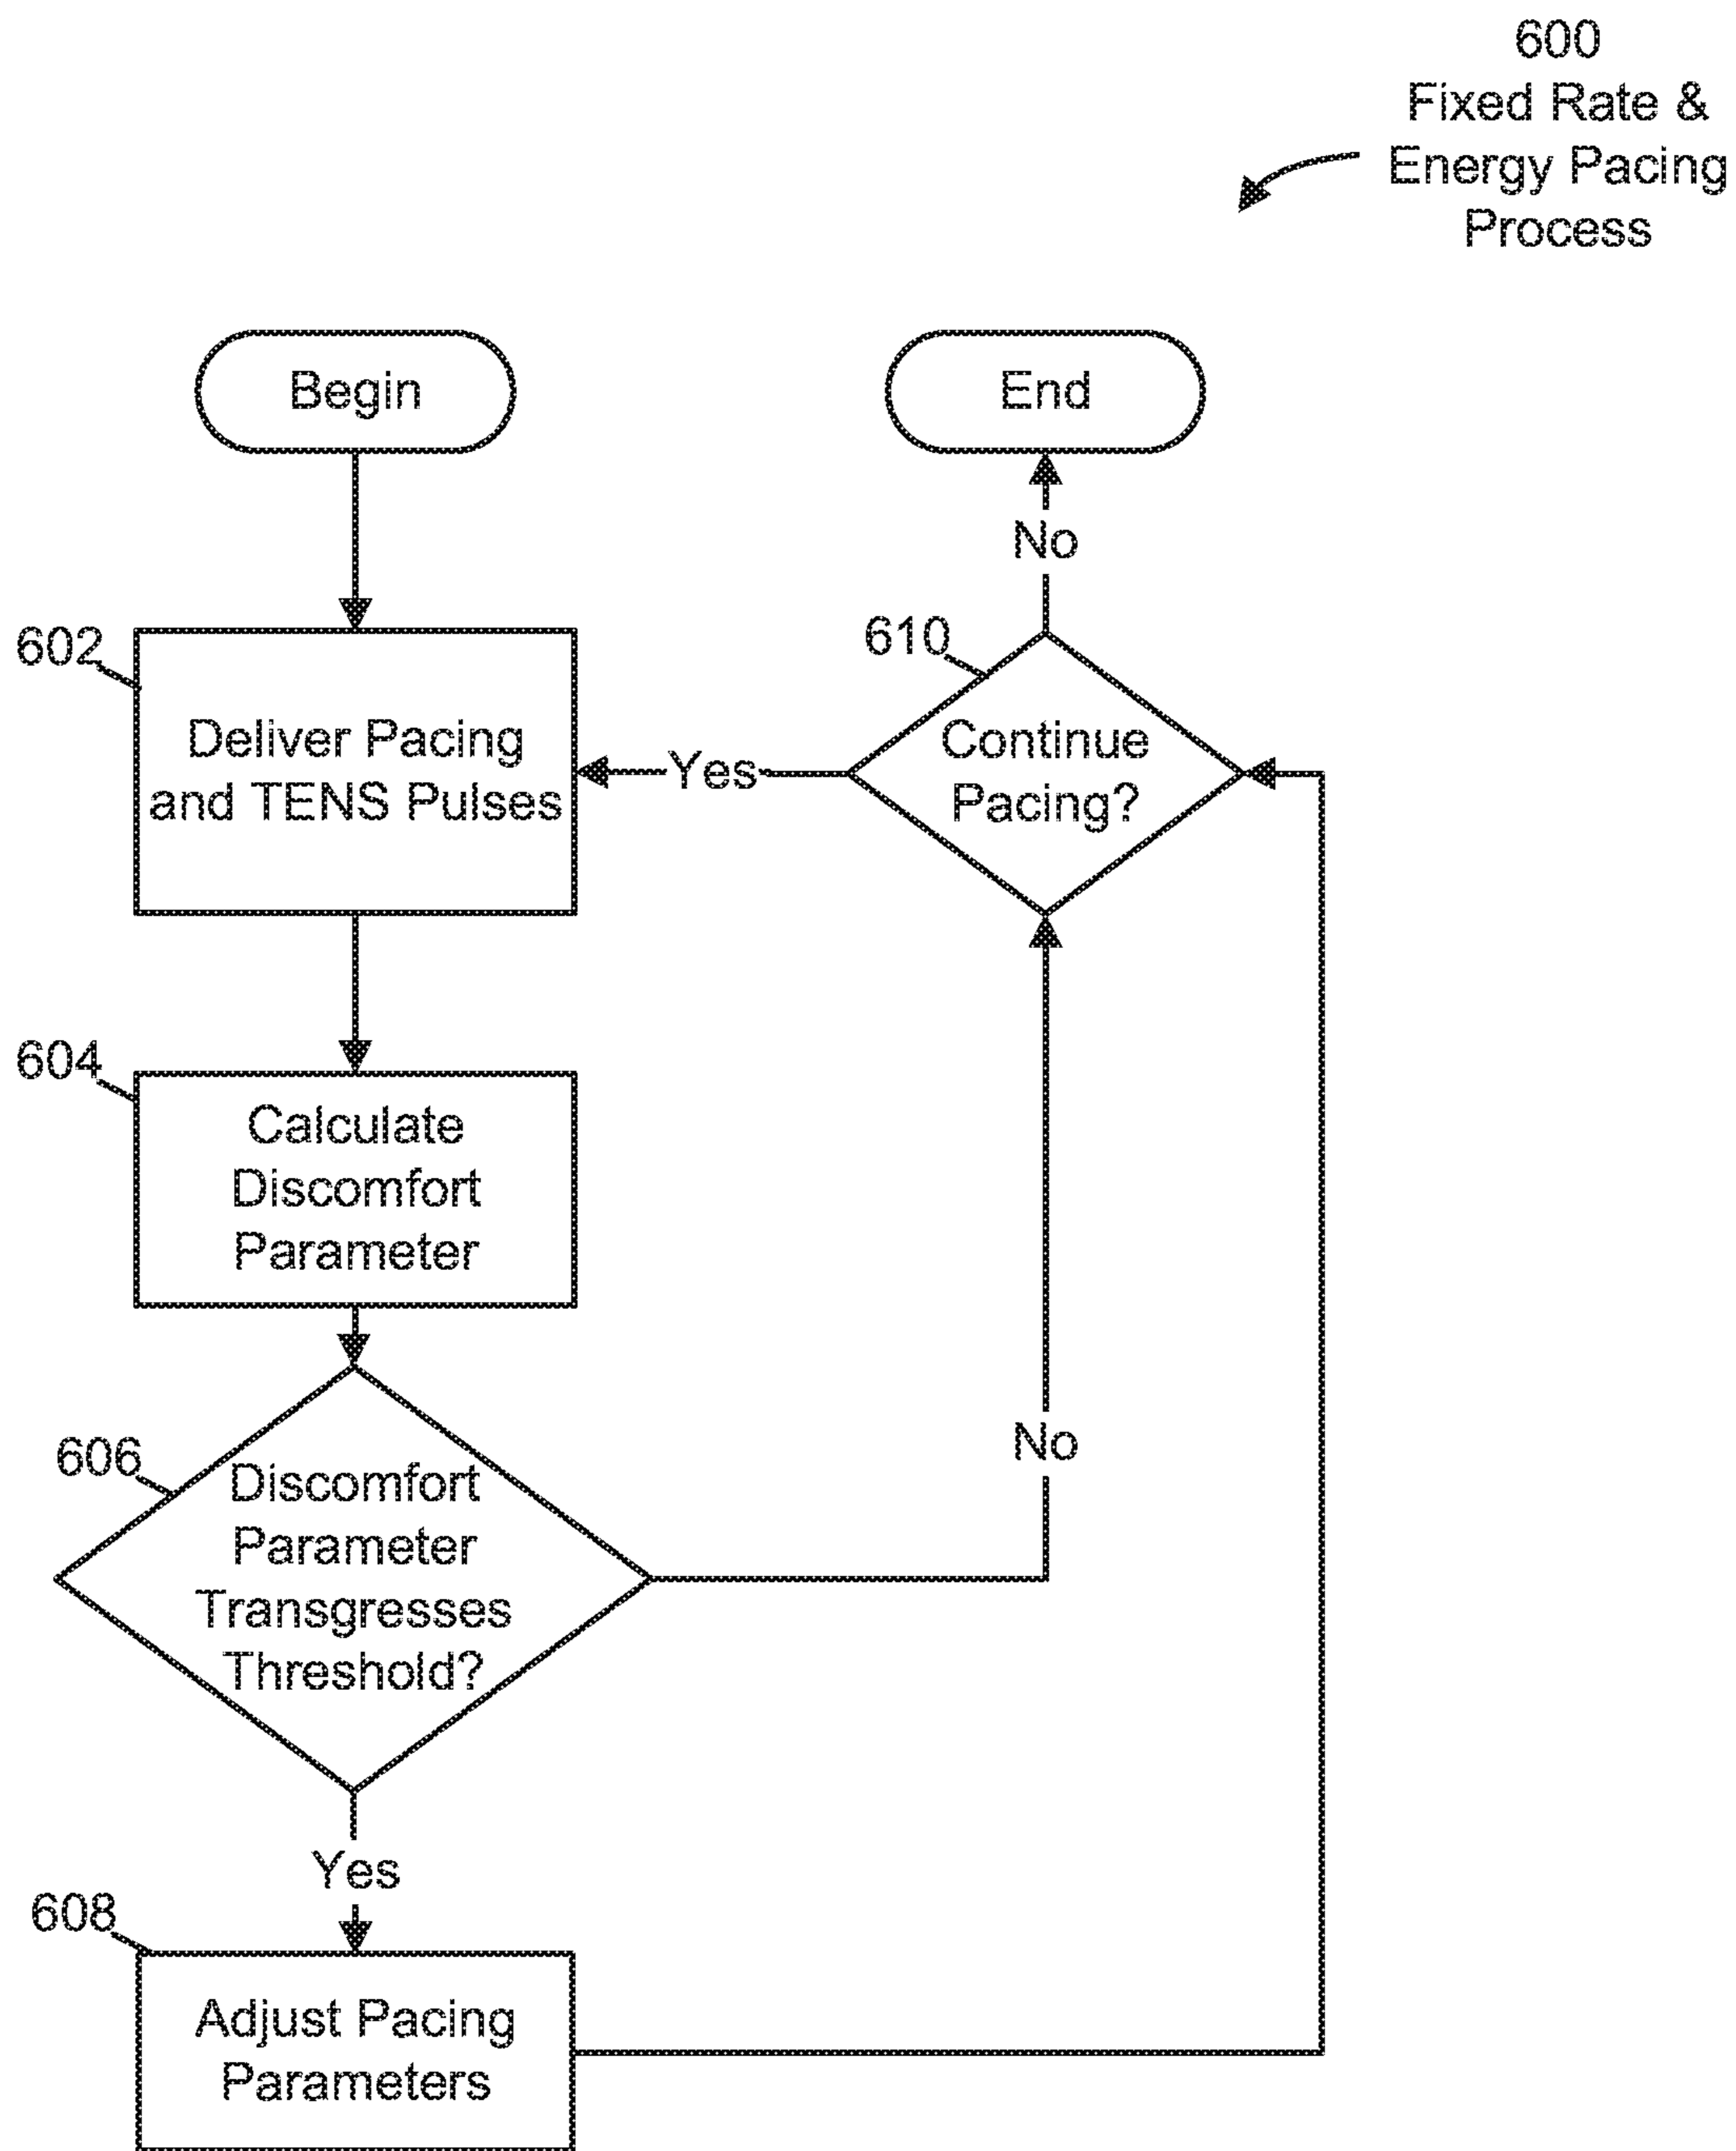 600
Fixed Rate &
Energy Pacing
Process
Begin
End
No
602
Deliver Pacing
and TENS Pulses
Yes
610
Continue
Pacing?
604
Calculate
Discomfort
Parameter
606
Discomfort
Parameter
Transgresses
Threshold?
No
Yes
608
Adjust Pacing
Parameters